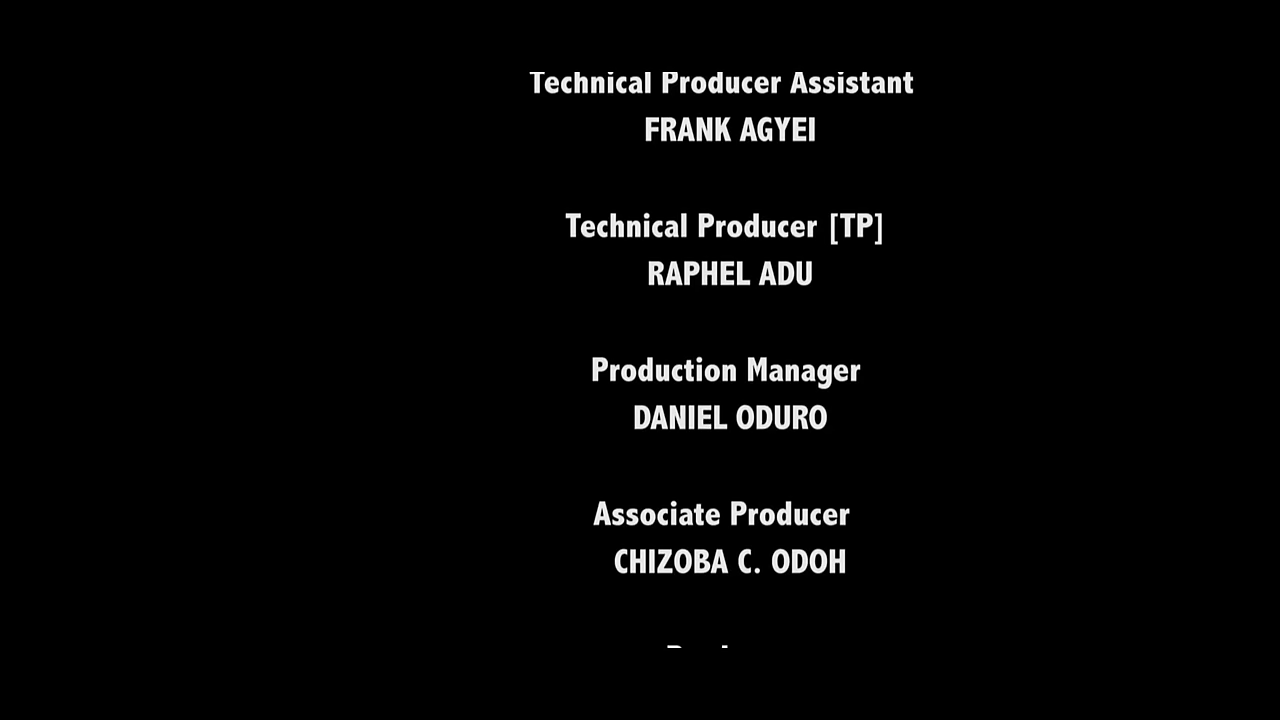 Technical Producer Assistant
FRANK AGYEI
Technical Producer [TP]
RAPHEL ADU
Production Manager
DANIEL ODURO
Associate Producer
CHIZOBA C. ODOH